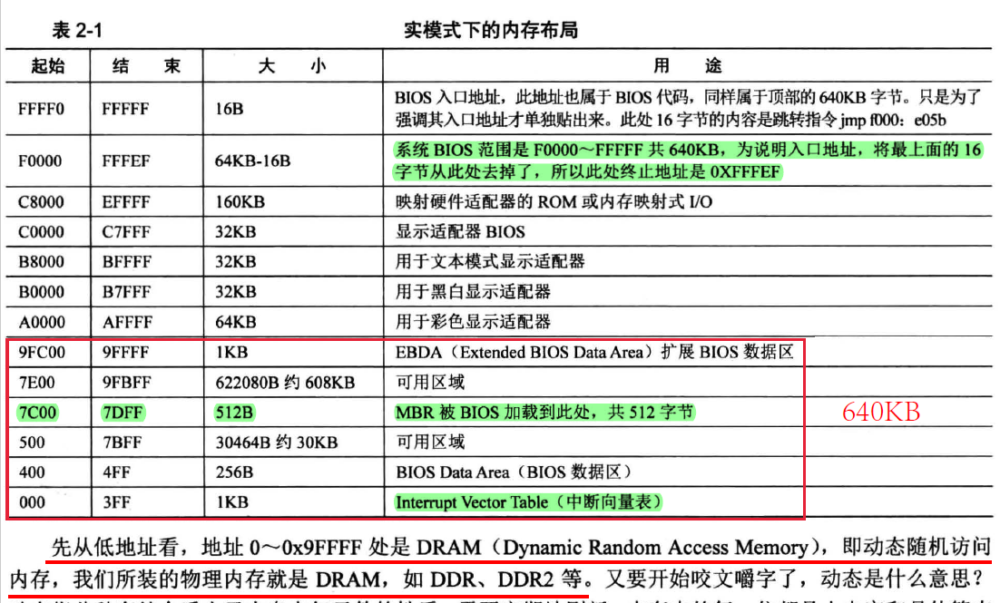 表 2-1 实模式下的内存布局
起始 结 束 大 小 用 途
FFFF0 FFFFF 16B BIOS 入口地址，此地址也属于 BIOS 代码，同样属于顶部的 640KB 字节。只是为了
强调其入口地址才单独贴出来。此处 16 字节的内容是跳转指令 jmp f000：e05b
F0000 FFFEF 64KB-16B 系统 BIOS 范围是 F0000～FFFFF 共 640KB，为说明入口地址，将最上面的 16
字节从此处去掉了，所以此处终止地址是 0XFFFEF
C8000 EFFFF 160KB 映射硬件适配器的 ROM 或内存映射式 I/O
C0000 C7FFF 32KB 显示适配器 BIOS
B8000 BFFFF 32KB 用于文本模式显示适配器
B0000 B7FFF 32KB 用于黑白显示适配器
A0000 AFFFF 64KB 用于彩色显示适配器
9FC00 9FFFF 1KB EBDA（Extended BIOS Data Area）扩展 BIOS 数据区
7E00 9FBFF 622080B 约 608KB 可用区域
7C00 7DFF 512B MBR 被 BIOS 加载到此处，共 512 字节
640KB
500 7BFF 30464B 约 30KB 可用区域
400 4FF 256B BIOS Data Area（BIOS 数据区）
000 3FF 1KB Interrupt Vector Table（中断向量表）
先从低地址看，地址 0～0x9FFFF 处是 DRAM（Dynamic Random Access Memory），即动态随机访问
内存，我们所装的物理内存就是 DRAM，如 DDR、DDR2 等。又要开始咬文嚼字了，动态是什么意思？